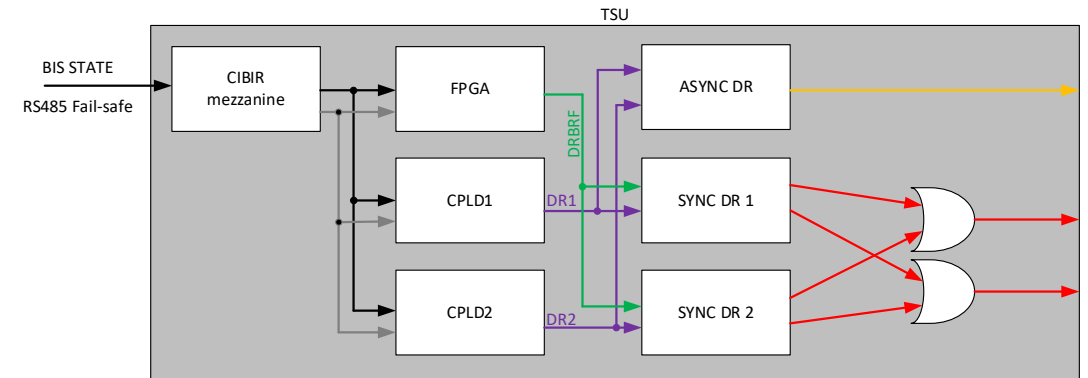 TSU
BIS STATE
RS485 Fail-safe
CIBIR
mezzanine
FPGA
CPLD1
CPLD2
DRBRF
DR1
DR2
ASYNC DR
SYNC DR 1
SYNC DR 2